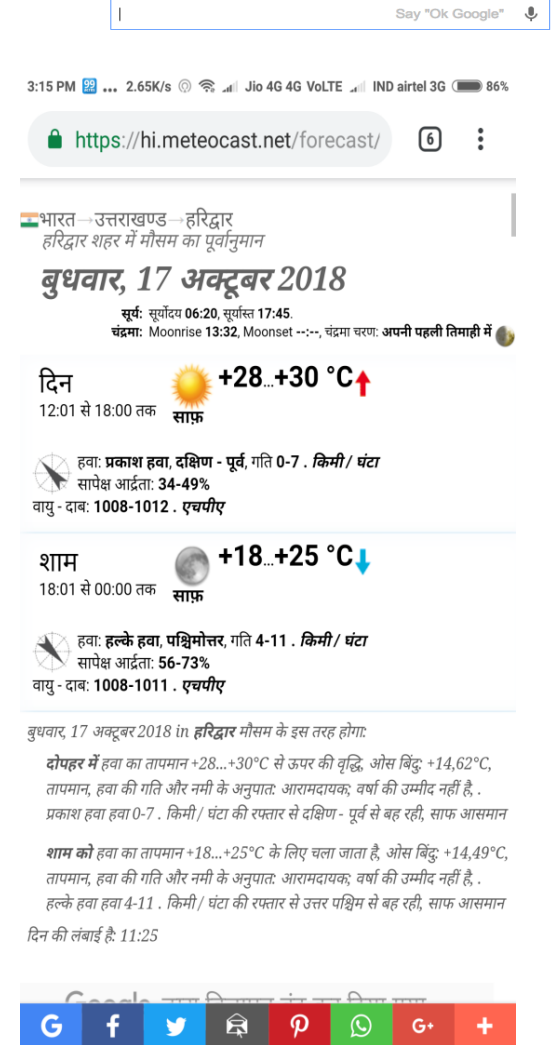 Say "Ok Google"
3:15 PM 99 ... 2.65K/s Jio 4G 4G VoLTE IND airtel 3G 86%
https://hi.meteocast.net/forecast/ 6
भारत→उत्तराखण्ड→हरिद्वार
हरिद्वार शहर में मौसम का पूर्वानुमान
बुधवार, 17 अक्टूबर 2018
सूर्य: सूर्योदय 06:20, सूर्यास्त 17:45.
चंद्रमा: Moonrise 13:32, Moonset --:--, चंद्रमा चरण: अपनी पहली तिमाही में
दिन +28...+30 °C
12:01 से 18:00 तक साफ़
हवा: प्रकाश हवा, दक्षिण - पूर्व, गति 0-7 . किमी / घंटा
सापेक्ष आर्द्रता: 34-49%
वायु - दाब: 1008-1012 . एचपीए
शाम +18...+25 °C
18:01 से 00:00 तक साफ़
हवा: हल्के हवा, पश्चिमोत्तर, गति 4-11 . किमी / घंटा
सापेक्ष आर्द्रता: 56-73%
वायु - दाब: 1008-1011 . एचपीए
बुधवार, 17 अक्टूबर 2018 in हरिद्वार मौसम के इस तरह होगा:
दोपहर में हवा का तापमान +28...+30°C से ऊपर की वृद्धि, ओस बिंदु: +14,62°C,
तापमान, हवा की गति और नमी के अनुपात: आरामदायक; वर्षा की उम्मीद नहीं है, .
प्रकाश हवा हवा 0-7 . किमी / घंटा की रफ्तार से दक्षिण - पूर्व से बह रही, साफ आसमान
शाम को हवा का तापमान +18...+25°C के लिए चला जाता है, ओस बिंदु: +14,49°C,
तापमान, हवा की गति और नमी के अनुपात: आरामदायक; वर्षा की उम्मीद नहीं है, .
हल्के हवा हवा 4-11 . किमी / घंटा की रफ्तार से उत्तर पश्चिम से बह रही, साफ आसमान
दिन की लंबाई है: 11:25
G+